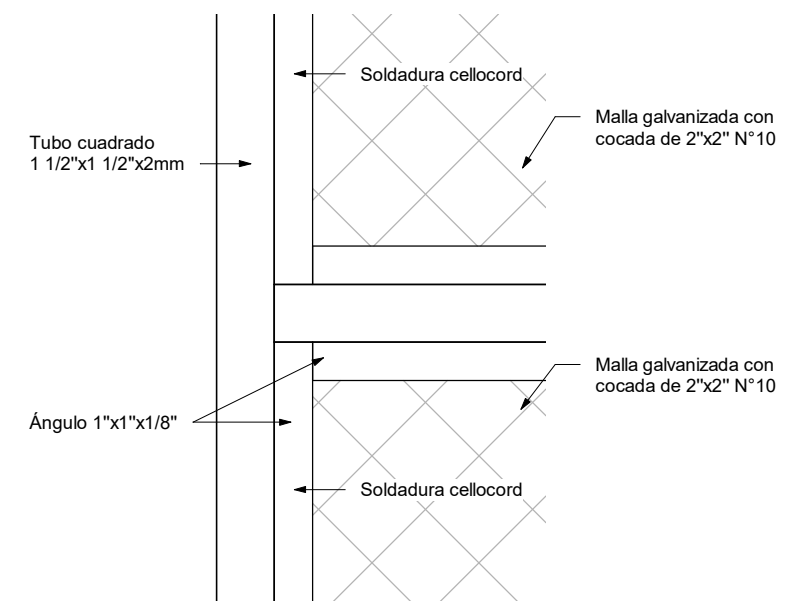 Soldadura cellocord
Malla galvanizada con
cocada de 2"x2" N°10
Tubo cuadrado
1 1/2"x1 1/2"x2mm
Malla galvanizada con
cocada de 2"x2" N°10
Ángulo 1"x1"x1/8"
Soldadura cellocord